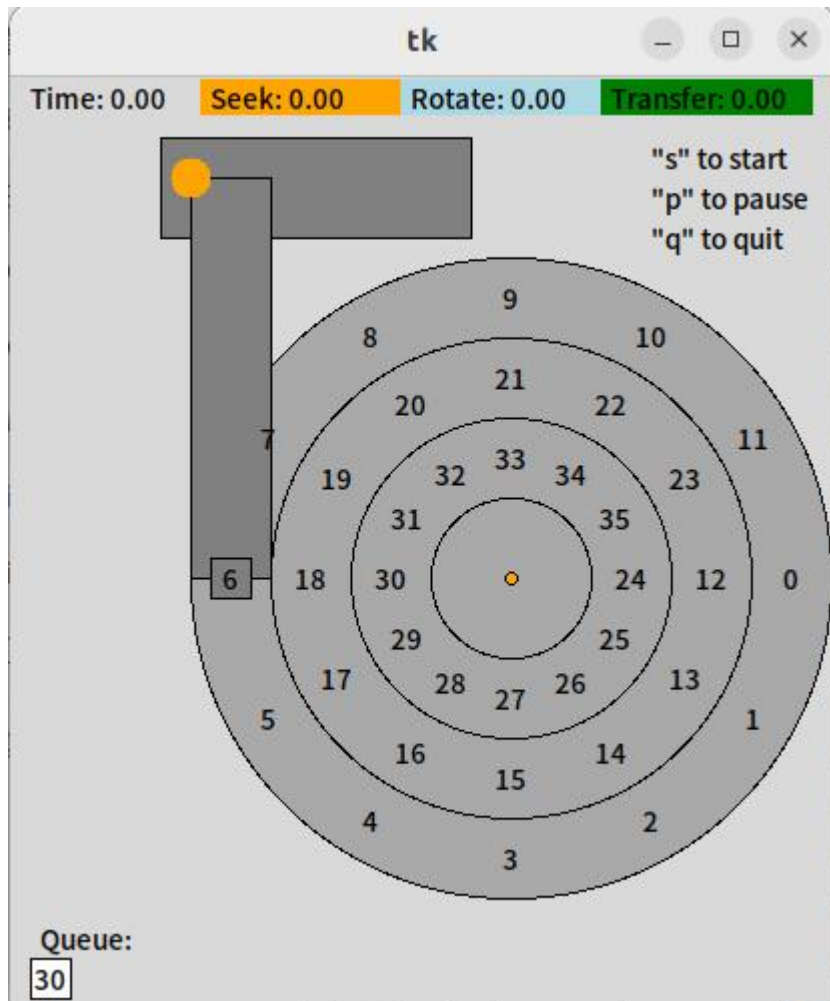 tk
Time: 0.00 Seek: 0.00 Rotate: 0.00 Transfer: 0.00
"s" to start
"p" to pause
"q" to quit
9
8 10
21
20 22
7 11
33
32 34
19 23
31 35
6 18 30 24 12 0
29 25
17 13
28 26
27
5 1
16 14
15
4 2
3
Queue:
30